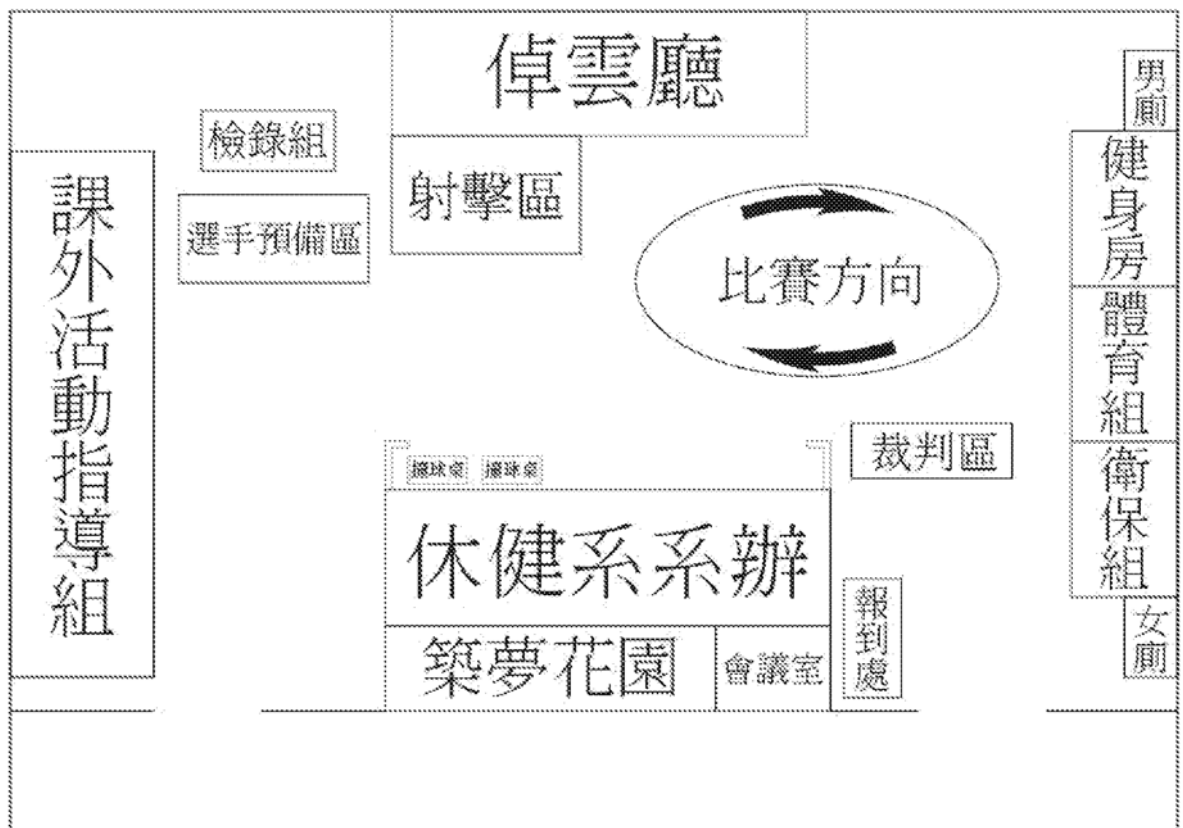 倬雲廳
男廁
檢錄組
健身房
課外活動指導組
射擊區
選手預備區
比賽方向
體育組
裁判區
撞球桌 撞球桌
衛保組
休健系系辦
報到處
女廁
築夢花園
會議室